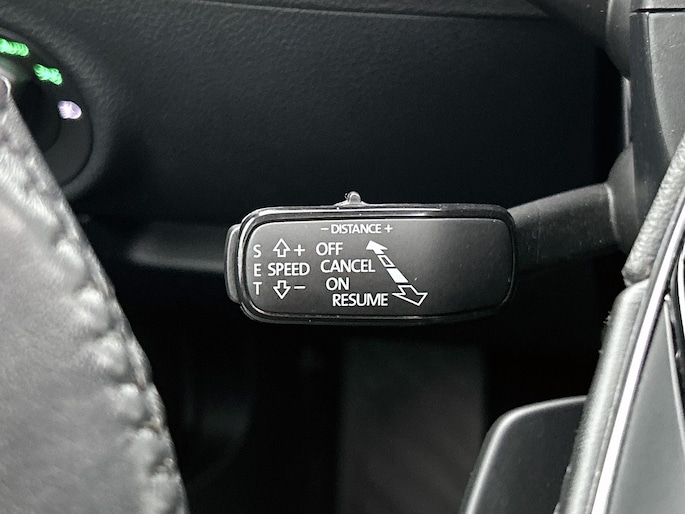 − DISTANCE +
S + OFF
E SPEED CANCEL
T − ON
RESUME